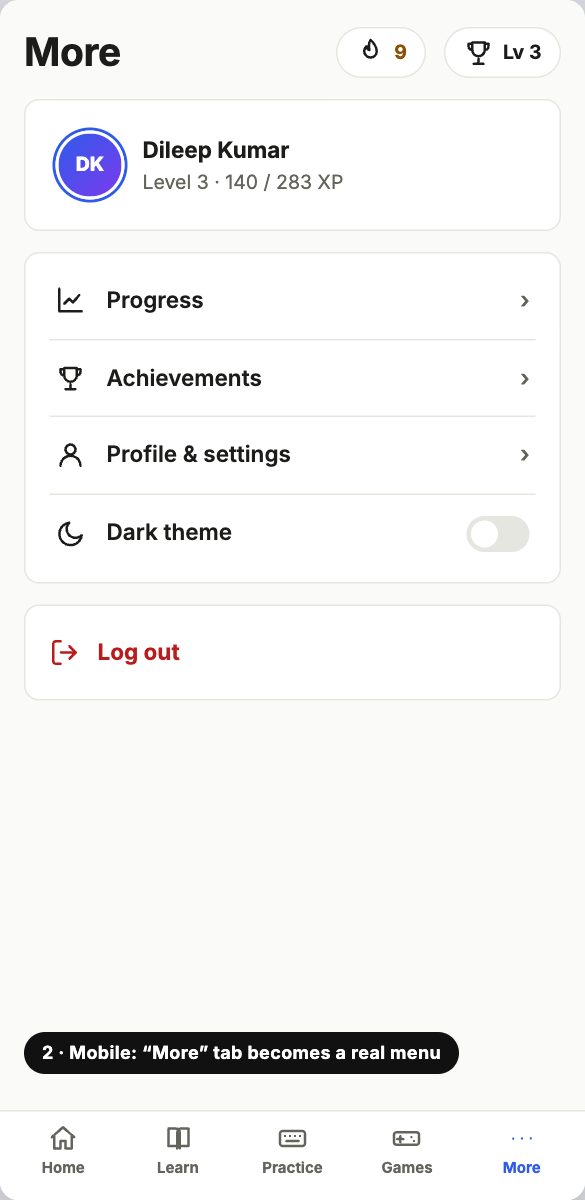 More
9
Lv 3
DK
Dileep Kumar
Level 3 · 140 / 283 XP
Progress
Achievements
Profile & settings
Dark theme
Log out
2 · Mobile: “More” tab becomes a real menu
Home
Learn
Practice
Games
More